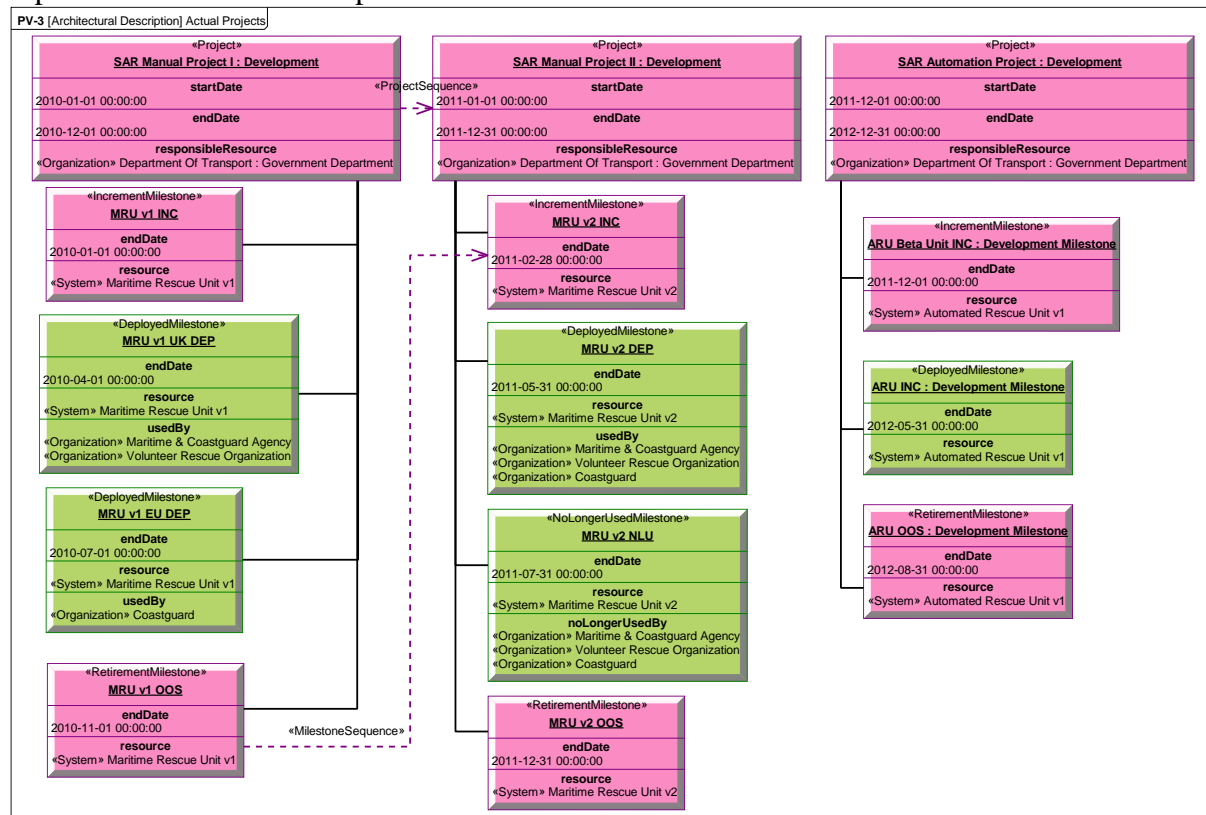 PV-3 [Architectural Description] Actual Projects
«Project»
SAR Manual Project I : Development
startDate
2010-01-01 00:00:00
endDate
2010-12-01 00:00:00
responsibleResource
«Organization» Department Of Transport : Government Department
«ProjectSequence»
«Project»
SAR Manual Project II : Development
startDate
2011-01-01 00:00:00
endDate
2011-12-31 00:00:00
responsibleResource
«Organization» Department Of Transport : Government Department
«Project»
SAR Automation Project : Development
startDate
2011-12-01 00:00:00
endDate
2012-12-31 00:00:00
responsibleResource
«Organization» Department Of Transport : Government Department
«IncrementMilestone»
MRU v1 INC
endDate
2010-01-01 00:00:00
resource
«System» Maritime Rescue Unit v1
«DeployedMilestone»
MRU v1 UK DEP
endDate
2010-04-01 00:00:00
resource
«System» Maritime Rescue Unit v1
usedBy
«Organization» Maritime & Coastguard Agency
«Organization» Volunteer Rescue Organization
«DeployedMilestone»
MRU v1 EU DEP
endDate
2010-07-01 00:00:00
resource
«System» Maritime Rescue Unit v1
usedBy
«Organization» Coastguard
«RetirementMilestone»
MRU v1 OOS
endDate
2010-11-01 00:00:00
resource
«System» Maritime Rescue Unit v1
«MilestoneSequence»
«IncrementMilestone»
MRU v2 INC
endDate
2011-02-28 00:00:00
resource
«System» Maritime Rescue Unit v2
«DeployedMilestone»
MRU v2 DEP
endDate
2011-05-31 00:00:00
resource
«System» Maritime Rescue Unit v2
usedBy
«Organization» Maritime & Coastguard Agency
«Organization» Volunteer Rescue Organization
«Organization» Coastguard
«NoLongerUsedMilestone»
MRU v2 NLU
endDate
2011-07-31 00:00:00
resource
«System» Maritime Rescue Unit v2
noLongerUsedBy
«Organization» Maritime & Coastguard Agency
«Organization» Volunteer Rescue Organization
«Organization» Coastguard
«RetirementMilestone»
MRU v2 OOS
endDate
2011-12-31 00:00:00
resource
«System» Maritime Rescue Unit v2
«IncrementMilestone»
ARU Beta Unit INC : Development Milestone
endDate
2011-12-01 00:00:00
resource
«System» Automated Rescue Unit v1
«DeployedMilestone»
ARU INC : Development Milestone
endDate
2012-05-31 00:00:00
resource
«System» Automated Rescue Unit v1
«RetirementMilestone»
ARU OOS : Development Milestone
endDate
2012-08-31 00:00:00
resource
«System» Automated Rescue Unit v1